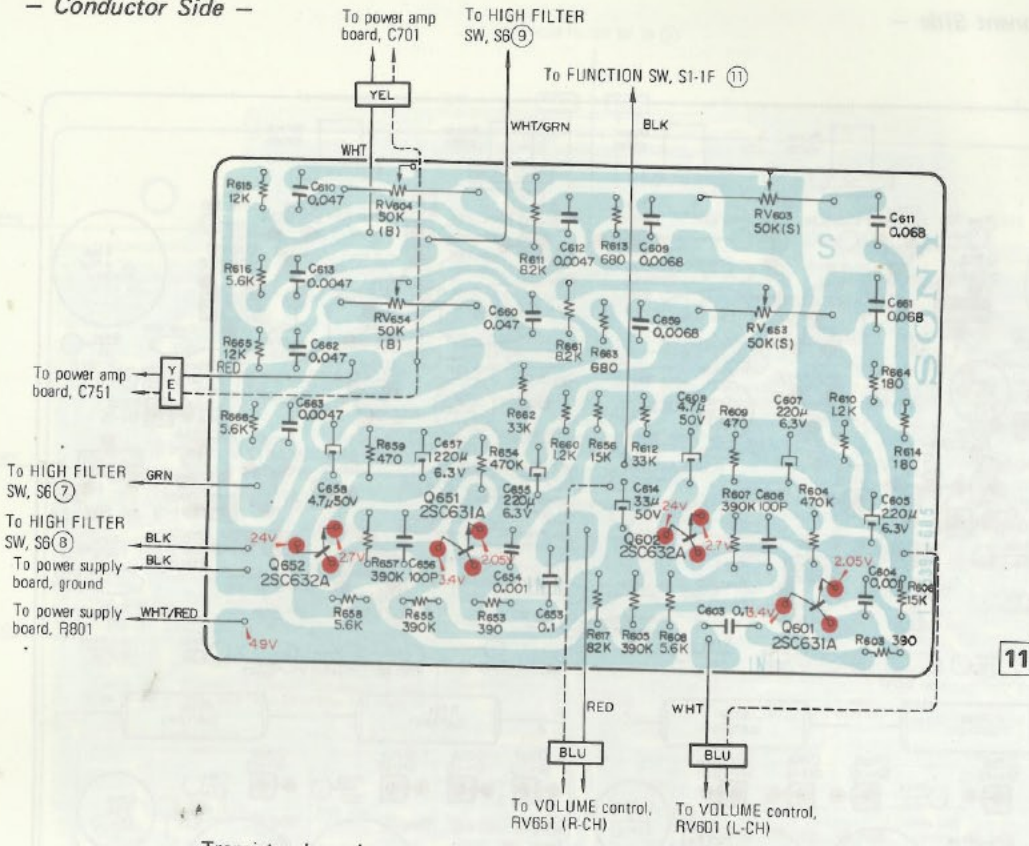 — Conductor Side —
To power amp
board, C701
To HIGH FILTER
SW, S6⑨
To FUNCTION SW, S1-1F ⑪
YEL
WHT/GRN
BLK
WHT
R615
12K
C610
0.047
RV604
50K
(B)
R611
8.2K
C612
0.0047
R613
680
C609
0.0068
RV603
50K(S)
C611
0.068
S
SONY
R616
5.6K
C613
0.0047
RV654
50K
(B)
C660
0.047
R661
8.2K
R663
680
C659
0.0068
RV653
50K(S)
C661
0.068
R665
12K
C662
0.047
RED
To power amp
board, C751
YEL
R666
5.6K
C663
0.0047
R662
33K
R664
180
C658
4.7μ50V
R659
470
C657
220μ
6.3V
R654
470K
C655
220μ
6.3V
R660
1.2K
R656
15K
R612
33K
C608
4.7μ
50V
R609
470
C607
220μ
6.3V
R610
1.2K
R614
180
To HIGH FILTER
SW, S6⑦
GRN
Q651
2SC631A
C614
33μ
50V
R607
390K
C606
100P
R604
470K
C605
220μ
6.3V
To HIGH FILTER
SW, S6⑧
BLK
24V
Q652
2SC632A
2.7V
R657
390K
C656
100P
3.4V
2.05V
C654
0.001
24V
Q602
2SC632A
2.7V
2.05V
C604
0.001
R606
15K
To power supply
board, ground
BLK
To power supply
board, R801
WHT/RED
49V
R658
5.6K
R655
390K
R653
390
C653
0.1
R617
82K
R605
390K
R608
5.6K
C603 0.1
3.4V
Q601
2SC631A
R603 390
11
RED
WHT
BLU
BLU
To VOLUME control,
RV651 (R-CH)
To VOLUME control,
RV601 (L-CH)